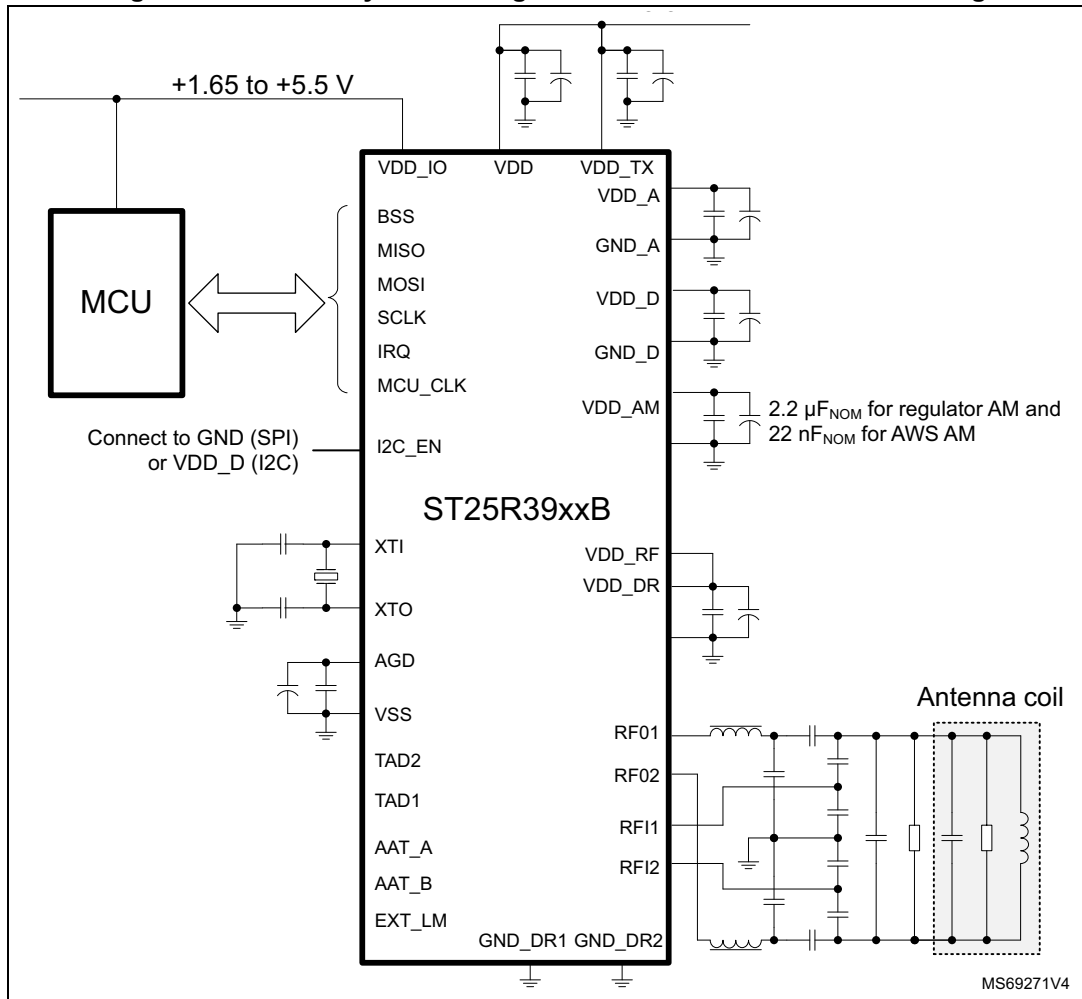 +1.65 to +5.5 V
VDD_IO
VDD
VDD_TX
VDD_A
BSS
MISO
GND_A
MOSI
VDD_D
MCU
SCLK
IRQ
GND_D
MCU_CLK
VDD_AM
2.2 µFNOM for regulator AM and
22 nFNOM for AWS AM
Connect to GND (SPI)
or VDD_D (I2C)
I2C_EN
ST25R39xxB
XTI
VDD_RF
VDD_DR
XTO
AGD
VSS
Antenna coil
RF01
TAD2
RF02
TAD1
RFI1
AAT_A
RFI2
AAT_B
EXT_LM
GND_DR1
GND_DR2
MS69271V4